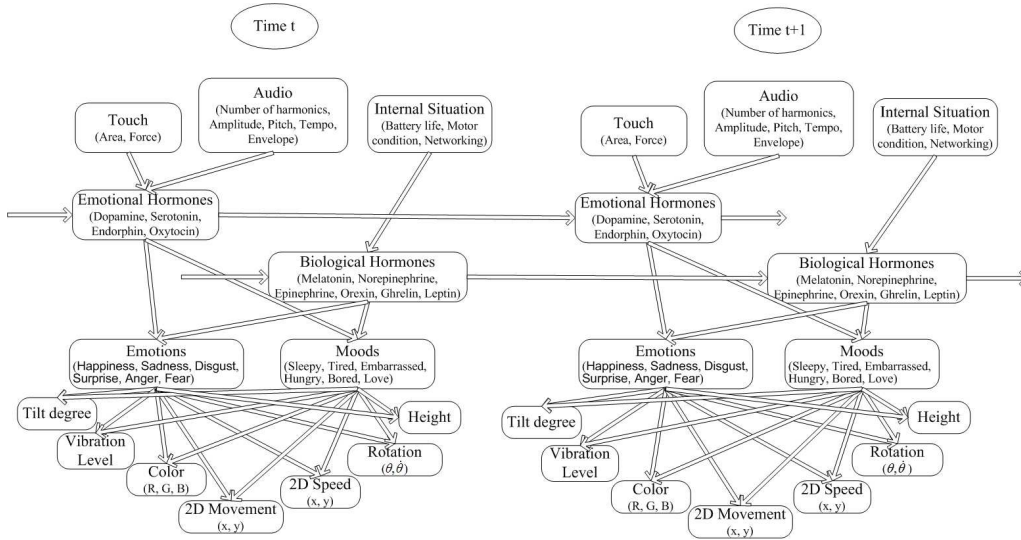 Time t
Touch
(Area, Force)
Audio
(Number of harmonics,
Amplitude, Pitch, Tempo,
Envelope)
Internal Situation
(Battery life, Motor
condition, Networking)
Emotional Hormones
(Dopamine, Serotonin,
Endorphin, Oxytocin)
Biological Hormones
(Melatonin, Norepinephrine,
Epinephrine, Orexin, Ghrelin, Leptin)
Emotions
(Happiness, Sadness, Disgust,
Surprise, Anger, Fear)
Moods
(Sleepy, Tired, Embarrassed,
Hungry, Bored, Love)
Tilt degree
Vibration
Level
Color
(R, G, B)
2D Movement
(x, y)
2D Speed
(x, y)
Rotation
(θ, θ̇)
Height
Time t+1
Touch
(Area, Force)
Audio
(Number of harmonics,
Amplitude, Pitch, Tempo,
Envelope)
Internal Situation
(Battery life, Motor
condition, Networking)
Emotional Hormones
(Dopamine, Serotonin,
Endorphin, Oxytocin)
Biological Hormones
(Melatonin, Norepinephrine,
Epinephrine, Orexin, Ghrelin, Leptin)
Emotions
(Happiness, Sadness, Disgust,
Surprise, Anger, Fear)
Moods
(Sleepy, Tired, Embarrassed,
Hungry, Bored, Love)
Tilt degree
Vibration
Level
Color
(R, G, B)
2D Movement
(x, y)
2D Speed
(x, y)
Rotation
(θ, θ̇)
Height